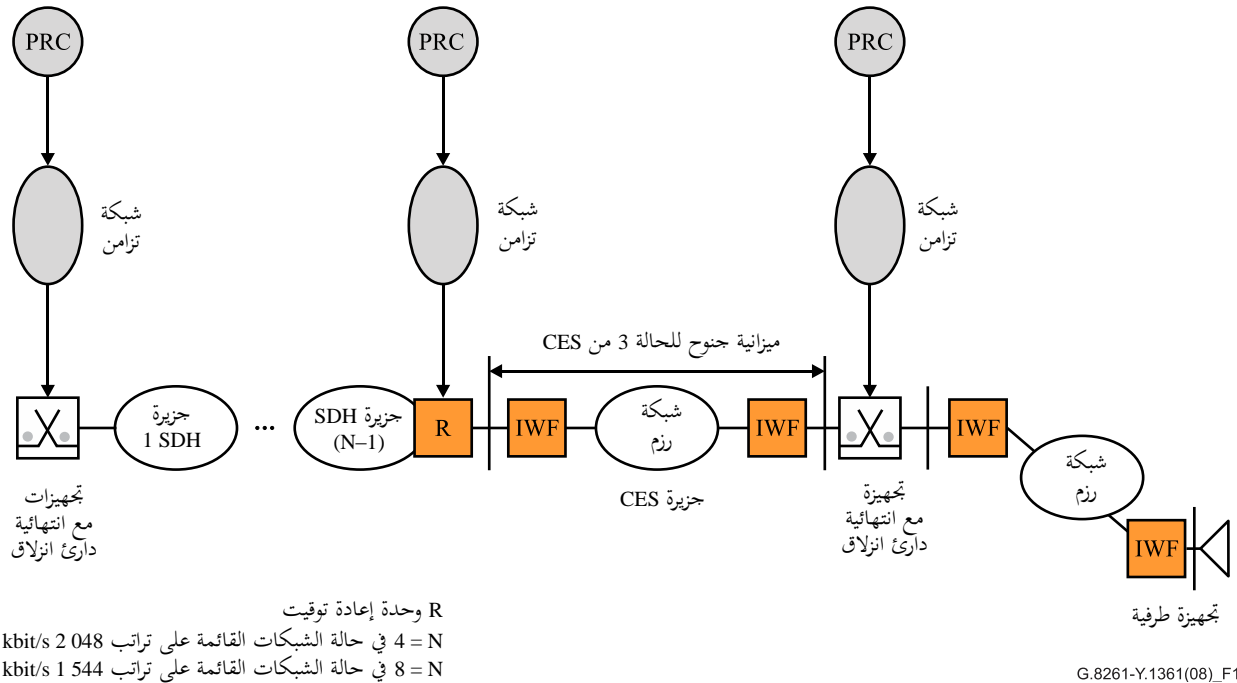 PRC
PRC
PRC
شبكة
تزامن
شبكة
تزامن
شبكة
تزامن
ميزانية جنوح للحالة 3 من CES
جزيرة
SDH 1
...
جزيرة SDH
(N–1)
R
IWF
شبكة
رزم
IWF
IWF
شبكة
رزم
IWF
جزيرة CES
تجهيزات
مع انتهائية
دارئ انزلاق
تجهيزة
مع انتهائية
دارئ انزلاق
تجهيزة طرفية
R وحدة إعادة توقيت
N = 4 في حالة الشبكات القائمة على تراتب 2 048 kbit/s
N = 8 في حالة الشبكات القائمة على تراتب 1 544 kbit/s
G.8261-Y.1361(08)_F1